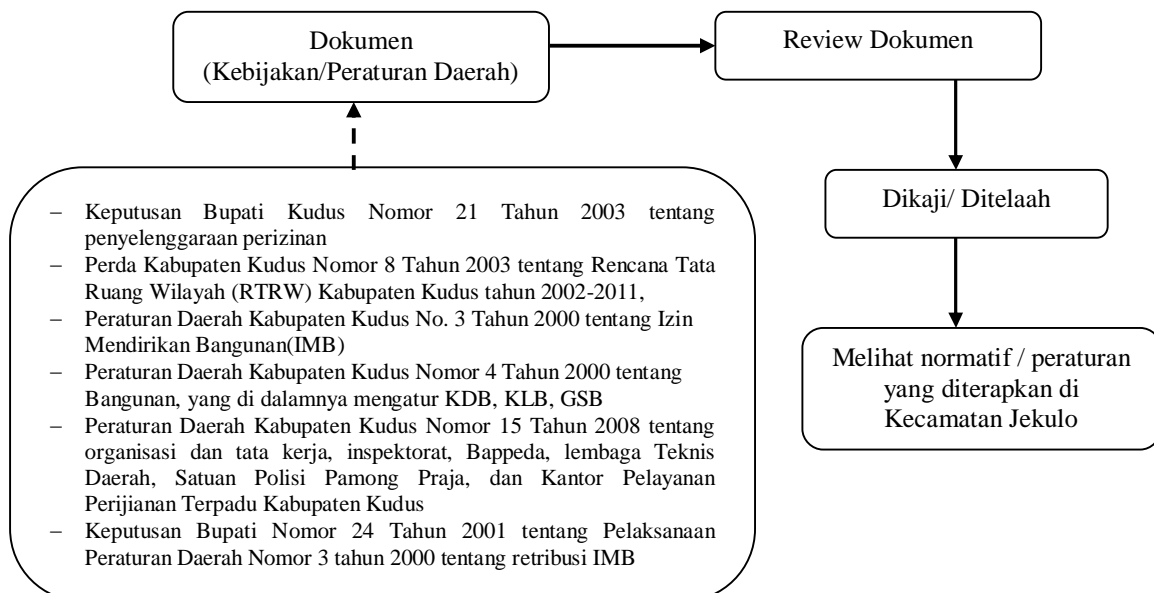 Dokumen
(Kebijakan/Peraturan Daerah)
Review Dokumen
Dikaji/ Ditelaah
Melihat normatif / peraturan
yang diterapkan di
Kecamatan Jekulo
– Keputusan Bupati Kudus Nomor 21 Tahun 2003 tentang
penyelenggaraan perizinan
– Perda Kabupaten Kudus Nomor 8 Tahun 2003 tentang Rencana Tata
Ruang Wilayah (RTRW) Kabupaten Kudus tahun 2002-2011,
– Peraturan Daerah Kabupaten Kudus No. 3 Tahun 2000 tentang Izin
Mendirikan Bangunan(IMB)
– Peraturan Daerah Kabupaten Kudus Nomor 4 Tahun 2000 tentang
Bangunan, yang di dalamnya mengatur KDB, KLB, GSB
– Peraturan Daerah Kabupaten Kudus Nomor 15 Tahun 2008 tentang
organisasi dan tata kerja, inspektorat, Bappeda, lembaga Teknis
Daerah, Satuan Polisi Pamong Praja, dan Kantor Pelayanan
Perijianan Terpadu Kabupaten Kudus
– Keputusan Bupati Nomor 24 Tahun 2001 tentang Pelaksanaan
Peraturan Daerah Nomor 3 tahun 2000 tentang retribusi IMB